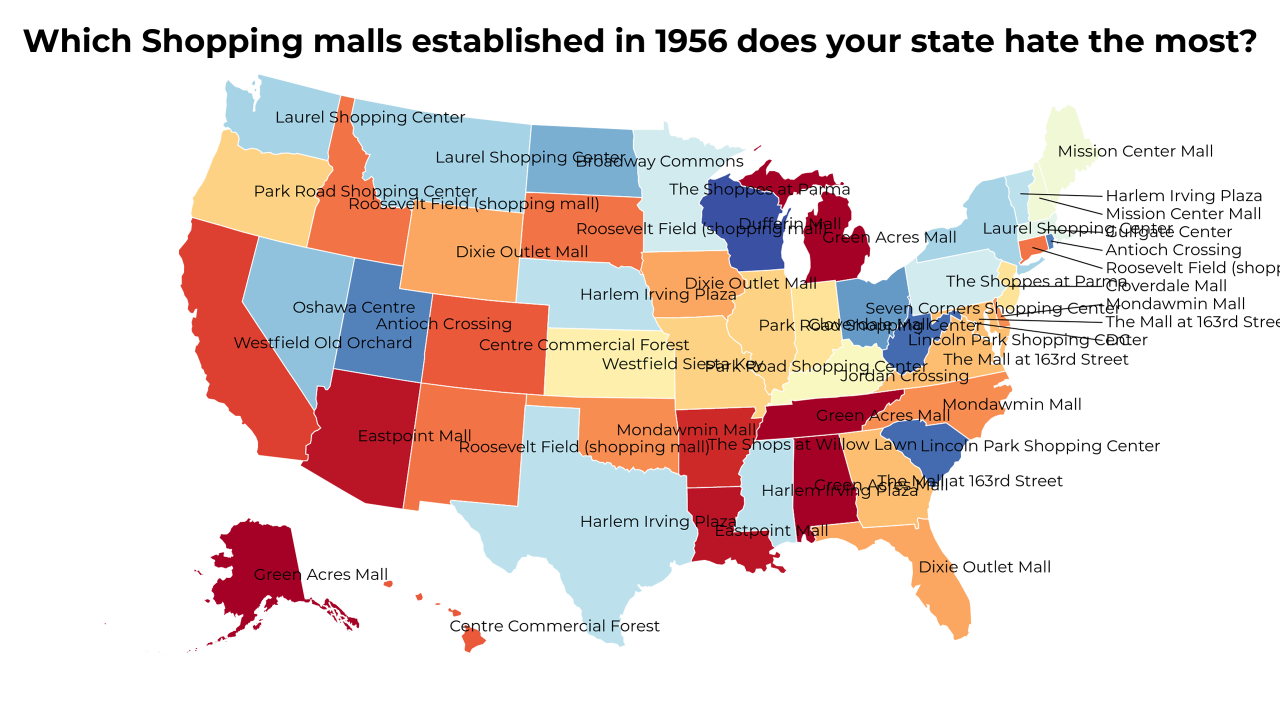 Which Shopping malls established in 1956 does your state hate the most?
Laurel Shopping Center
Mission Center Mall
Laurel Shopping Center
Broadway Commons
Park Road Shopping Center
The Shoppes at Parma
Harlem Irving Plaza
Roosevelt Field (shopping mall)
Mission Center Mall
Roosevelt Field (shopping mall)
Dufferin Mall
Laurel Shopping Center
Gulfgate Center
Green Acres Mall
Dixie Outlet Mall
Antioch Crossing
Roosevelt Field (shopp
Dixie Outlet Mall
The Shoppes at Parma
Cloverdale Mall
Harlem Irving Plaza
Mondawmin Mall
Oshawa Centre
Seven Corners Shopping Center
Antioch Crossing
Park Road Shopping Center
Cloverdale Mall
The Mall at 163rd Stree
Westfield Old Orchard
Centre Commercial Forest
Lincoln Park Shopping Center
DC
The Mall at 163rd Street
Westfield Siesta Key
Park Road Shopping Center
Jordan Crossing
Mondawmin Mall
Green Acres Mall
Eastpoint Mall
Mondawmin Mall
Roosevelt Field (shopping mall)
The Shops at Willow Lawn
Lincoln Park Shopping Center
Green Acres Mall
The Mall at 163rd Street
Harlem Irving Plaza
Harlem Irving Plaza
Eastpoint Mall
Dixie Outlet Mall
Green Acres Mall
Centre Commercial Forest